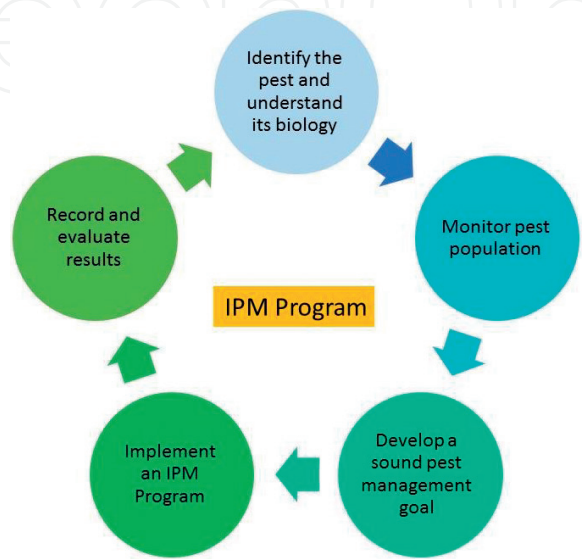 Identify the
pest and
understand
its biology
Monitor pest
population
Develop a
sound pest
management
goal
Implement
an IPM
Program
Record and
evaluate
results
IPM Program